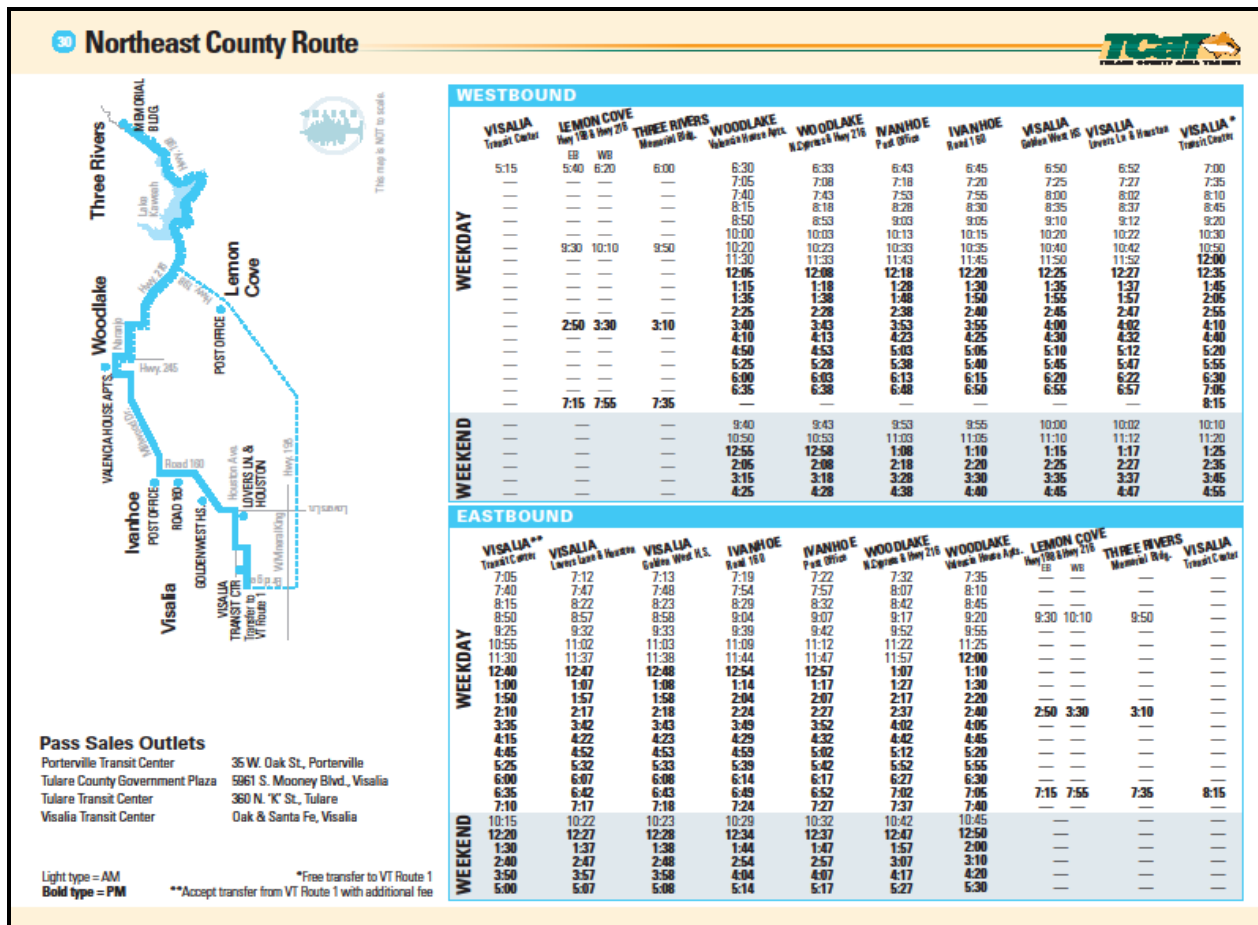 30 Northeast County Route
TCaT
TULARE COUNTY AREA TRANSIT
This map is NOT to scale.
Three Rivers
MEMORIAL BLDG.
Hwy. 198
Lake Kaweah
Lemon Cove
Hwy. 216
Hwy. 198
POST OFFICE
Woodlake
Naranjo
Hwy. 245
VALENCIA HOUSE APTS.
Millwood Dr.
Road 160
Ivanhoe
POST OFFICE
ROAD 160
GOLDEN WEST H.S.
Houston Ave.
LOVERS LN. & HOUSTON
Hwy. 198
Lovers Ln.
W. Mineral King
Visalia
VISALIA TRANSIT CTR
Transfer to VT Route 1
Pass Sales Outlets
Porterville Transit Center 35 W. Oak St., Porterville
Tulare County Government Plaza 5961 S. Mooney Blvd., Visalia
Tulare Transit Center 360 N. "K" St., Tulare
Visalia Transit Center Oak & Santa Fe, Visalia
Light type = AM *Free transfer to VT Route 1
Bold type = PM **Accept transfer from VT Route 1 with additional fee
WESTBOUND
VISALIA Transit Center LEMON COVE Hwy 198 & Hwy 216 THREE RIVERS Memorial Bldg. WOODLAKE Valencia House Apts. WOODLAKE N.Cypress & Hwy 216 IVANHOE Post Office IVANHOE Road 160 VISALIA Golden West HS VISALIA Lovers Ln & Houston VISALIA* Transit Center
EB WB
WEEKDAY
5:15 5:40 6:20 6:00 6:30 6:33 6:43 6:45 6:50 6:52 7:00
— — — — 7:05 7:08 7:18 7:20 7:25 7:27 7:35
— — — — 7:40 7:43 7:53 7:55 8:00 8:02 8:10
— — — — 8:15 8:18 8:28 8:30 8:35 8:37 8:45
— — — — 8:50 8:53 9:03 9:05 9:10 9:12 9:20
— — — — 10:00 10:03 10:13 10:15 10:20 10:22 10:30
— 9:30 10:10 9:50 10:20 10:23 10:33 10:35 10:40 10:42 10:50
— — — — 11:30 11:33 11:43 11:45 11:50 11:52 12:00
— — — — 12:05 12:08 12:18 12:20 12:25 12:27 12:35
— — — — 1:15 1:18 1:28 1:30 1:35 1:37 1:45
— — — — 1:35 1:38 1:48 1:50 1:55 1:57 2:05
— — — — 2:25 2:28 2:38 2:40 2:45 2:47 2:55
— 2:50 3:30 3:10 3:40 3:43 3:53 3:55 4:00 4:02 4:10
— — — — 4:10 4:13 4:23 4:25 4:30 4:32 4:40
— — — — 4:50 4:53 5:03 5:05 5:10 5:12 5:20
— — — — 5:25 5:28 5:38 5:40 5:45 5:47 5:55
— — — — 6:00 6:03 6:13 6:15 6:20 6:22 6:30
— — — — 6:35 6:38 6:48 6:50 6:55 6:57 7:05
— 7:15 7:55 7:35 — — — — — — 8:15
WEEKEND
— — — 9:40 9:43 9:53 9:55 10:00 10:02 10:10
— — — 10:50 10:53 11:03 11:05 11:10 11:12 11:20
— — — 12:55 12:58 1:08 1:10 1:15 1:17 1:25
— — — 2:05 2:08 2:18 2:20 2:25 2:27 2:35
— — — 3:15 3:18 3:28 3:30 3:35 3:37 3:45
— — — 4:25 4:28 4:38 4:40 4:45 4:47 4:55
EASTBOUND
VISALIA** Transit Center VISALIA Lovers Lane & Houston VISALIA Golden West H.S. IVANHOE Road 160 IVANHOE Post Office WOODLAKE N.Cypress & Hwy 216 WOODLAKE Valencia House Apts. LEMON COVE Hwy 198 & Hwy 216 THREE RIVERS Memorial Bldg. VISALIA Transit Center
EB WB
WEEKDAY
7:05 7:12 7:13 7:19 7:22 7:32 7:35 — — — —
7:40 7:47 7:48 7:54 7:57 8:07 8:10 — — — —
8:15 8:22 8:23 8:29 8:32 8:42 8:45 — — — —
8:50 8:57 8:58 9:04 9:07 9:17 9:20 9:30 10:10 9:50 —
9:25 9:32 9:33 9:39 9:42 9:52 9:55 — — — —
10:55 11:02 11:03 11:09 11:12 11:22 11:25 — — — —
11:30 11:37 11:38 11:44 11:47 11:57 12:00 — — — —
12:40 12:47 12:48 12:54 12:57 1:07 1:10 — — — —
1:00 1:07 1:08 1:14 1:17 1:27 1:30 — — — —
1:50 1:57 1:58 2:04 2:07 2:17 2:20 — — — —
2:10 2:17 2:18 2:24 2:27 2:37 2:40 2:50 3:30 3:10 —
3:35 3:42 3:43 3:49 3:52 4:02 4:05 — — — —
4:15 4:22 4:23 4:29 4:32 4:42 4:45 — — — —
4:45 4:52 4:53 4:59 5:02 5:12 5:20 — — — —
5:25 5:32 5:33 5:39 5:42 5:52 5:55 — — — —
6:00 6:07 6:08 6:14 6:17 6:27 6:30 — — — —
6:35 6:42 6:43 6:49 6:52 7:02 7:05 7:15 7:55 7:35 8:15
7:10 7:17 7:18 7:24 7:27 7:37 7:40 — — — —
WEEKEND
10:15 10:22 10:23 10:29 10:32 10:42 10:45 — — —
12:20 12:27 12:28 12:34 12:37 12:47 12:50 — — —
1:30 1:37 1:38 1:44 1:47 1:57 2:00 — — —
2:40 2:47 2:48 2:54 2:57 3:07 3:10 — — —
3:50 3:57 3:58 4:04 4:07 4:17 4:20 — — —
5:00 5:07 5:08 5:14 5:17 5:27 5:30 — — —